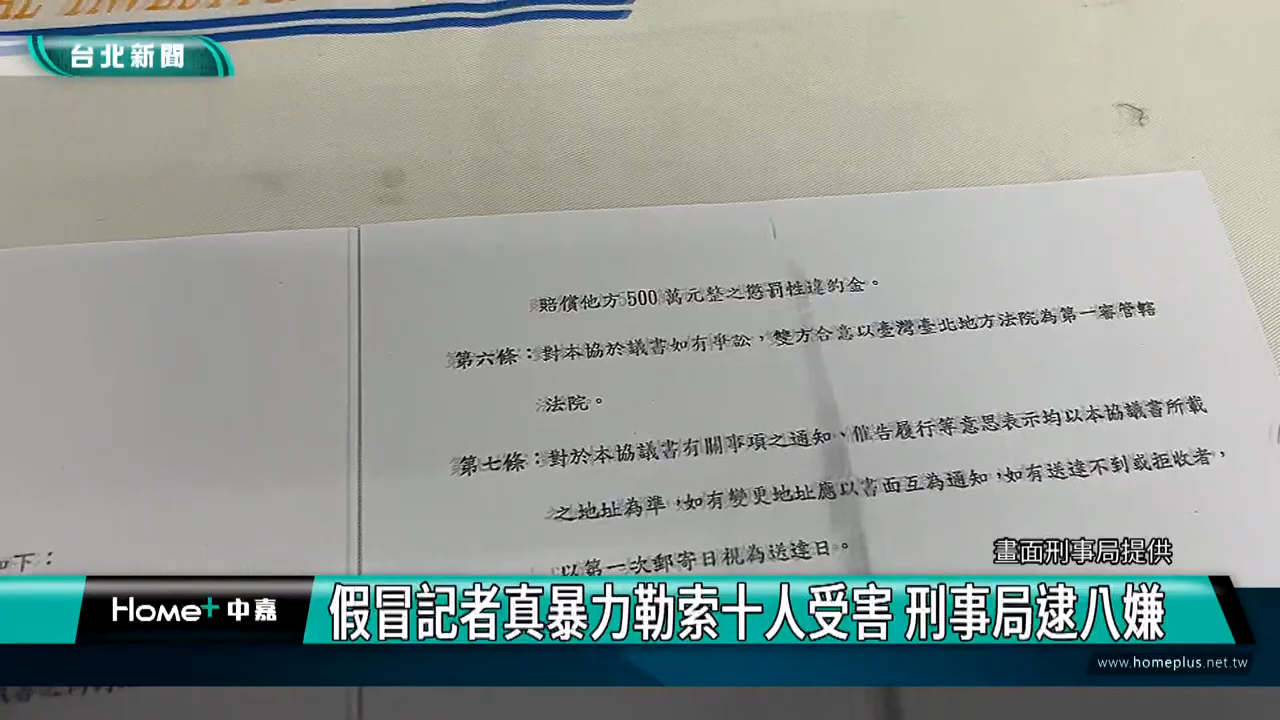 台北新聞
賠償他方500萬元整之懲罰性違約金。
第六條：對本協於議書如有爭訟，雙方合意以臺灣臺北地方法院為第一審管轄
法院。
第七條：對於本協議書有關事項之通知、催告履行等意思表示均以本協議書所載
之地址為準，如有變更地址應以書面互為通知，如有送達不到或拒收者，
以第一次郵寄日視為送達日。
如下：
畫面刑事局提供
Home+中嘉
假冒記者真暴力勒索十人受害 刑事局逮八嫌
www.homeplus.net.tw